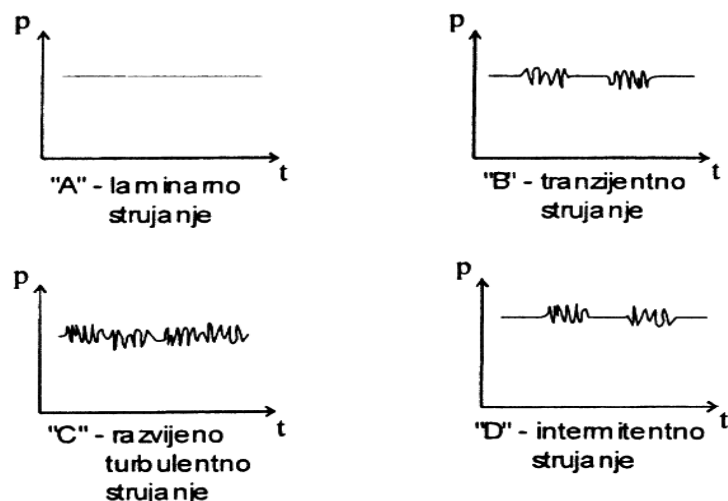 p
t
"A" - laminarno
strujanje
p
t
"B" - tranzijentno
strujanje
p
t
"C" - razvijeno
turbulentno
strujanje
p
t
"D" - intermitentno
strujanje